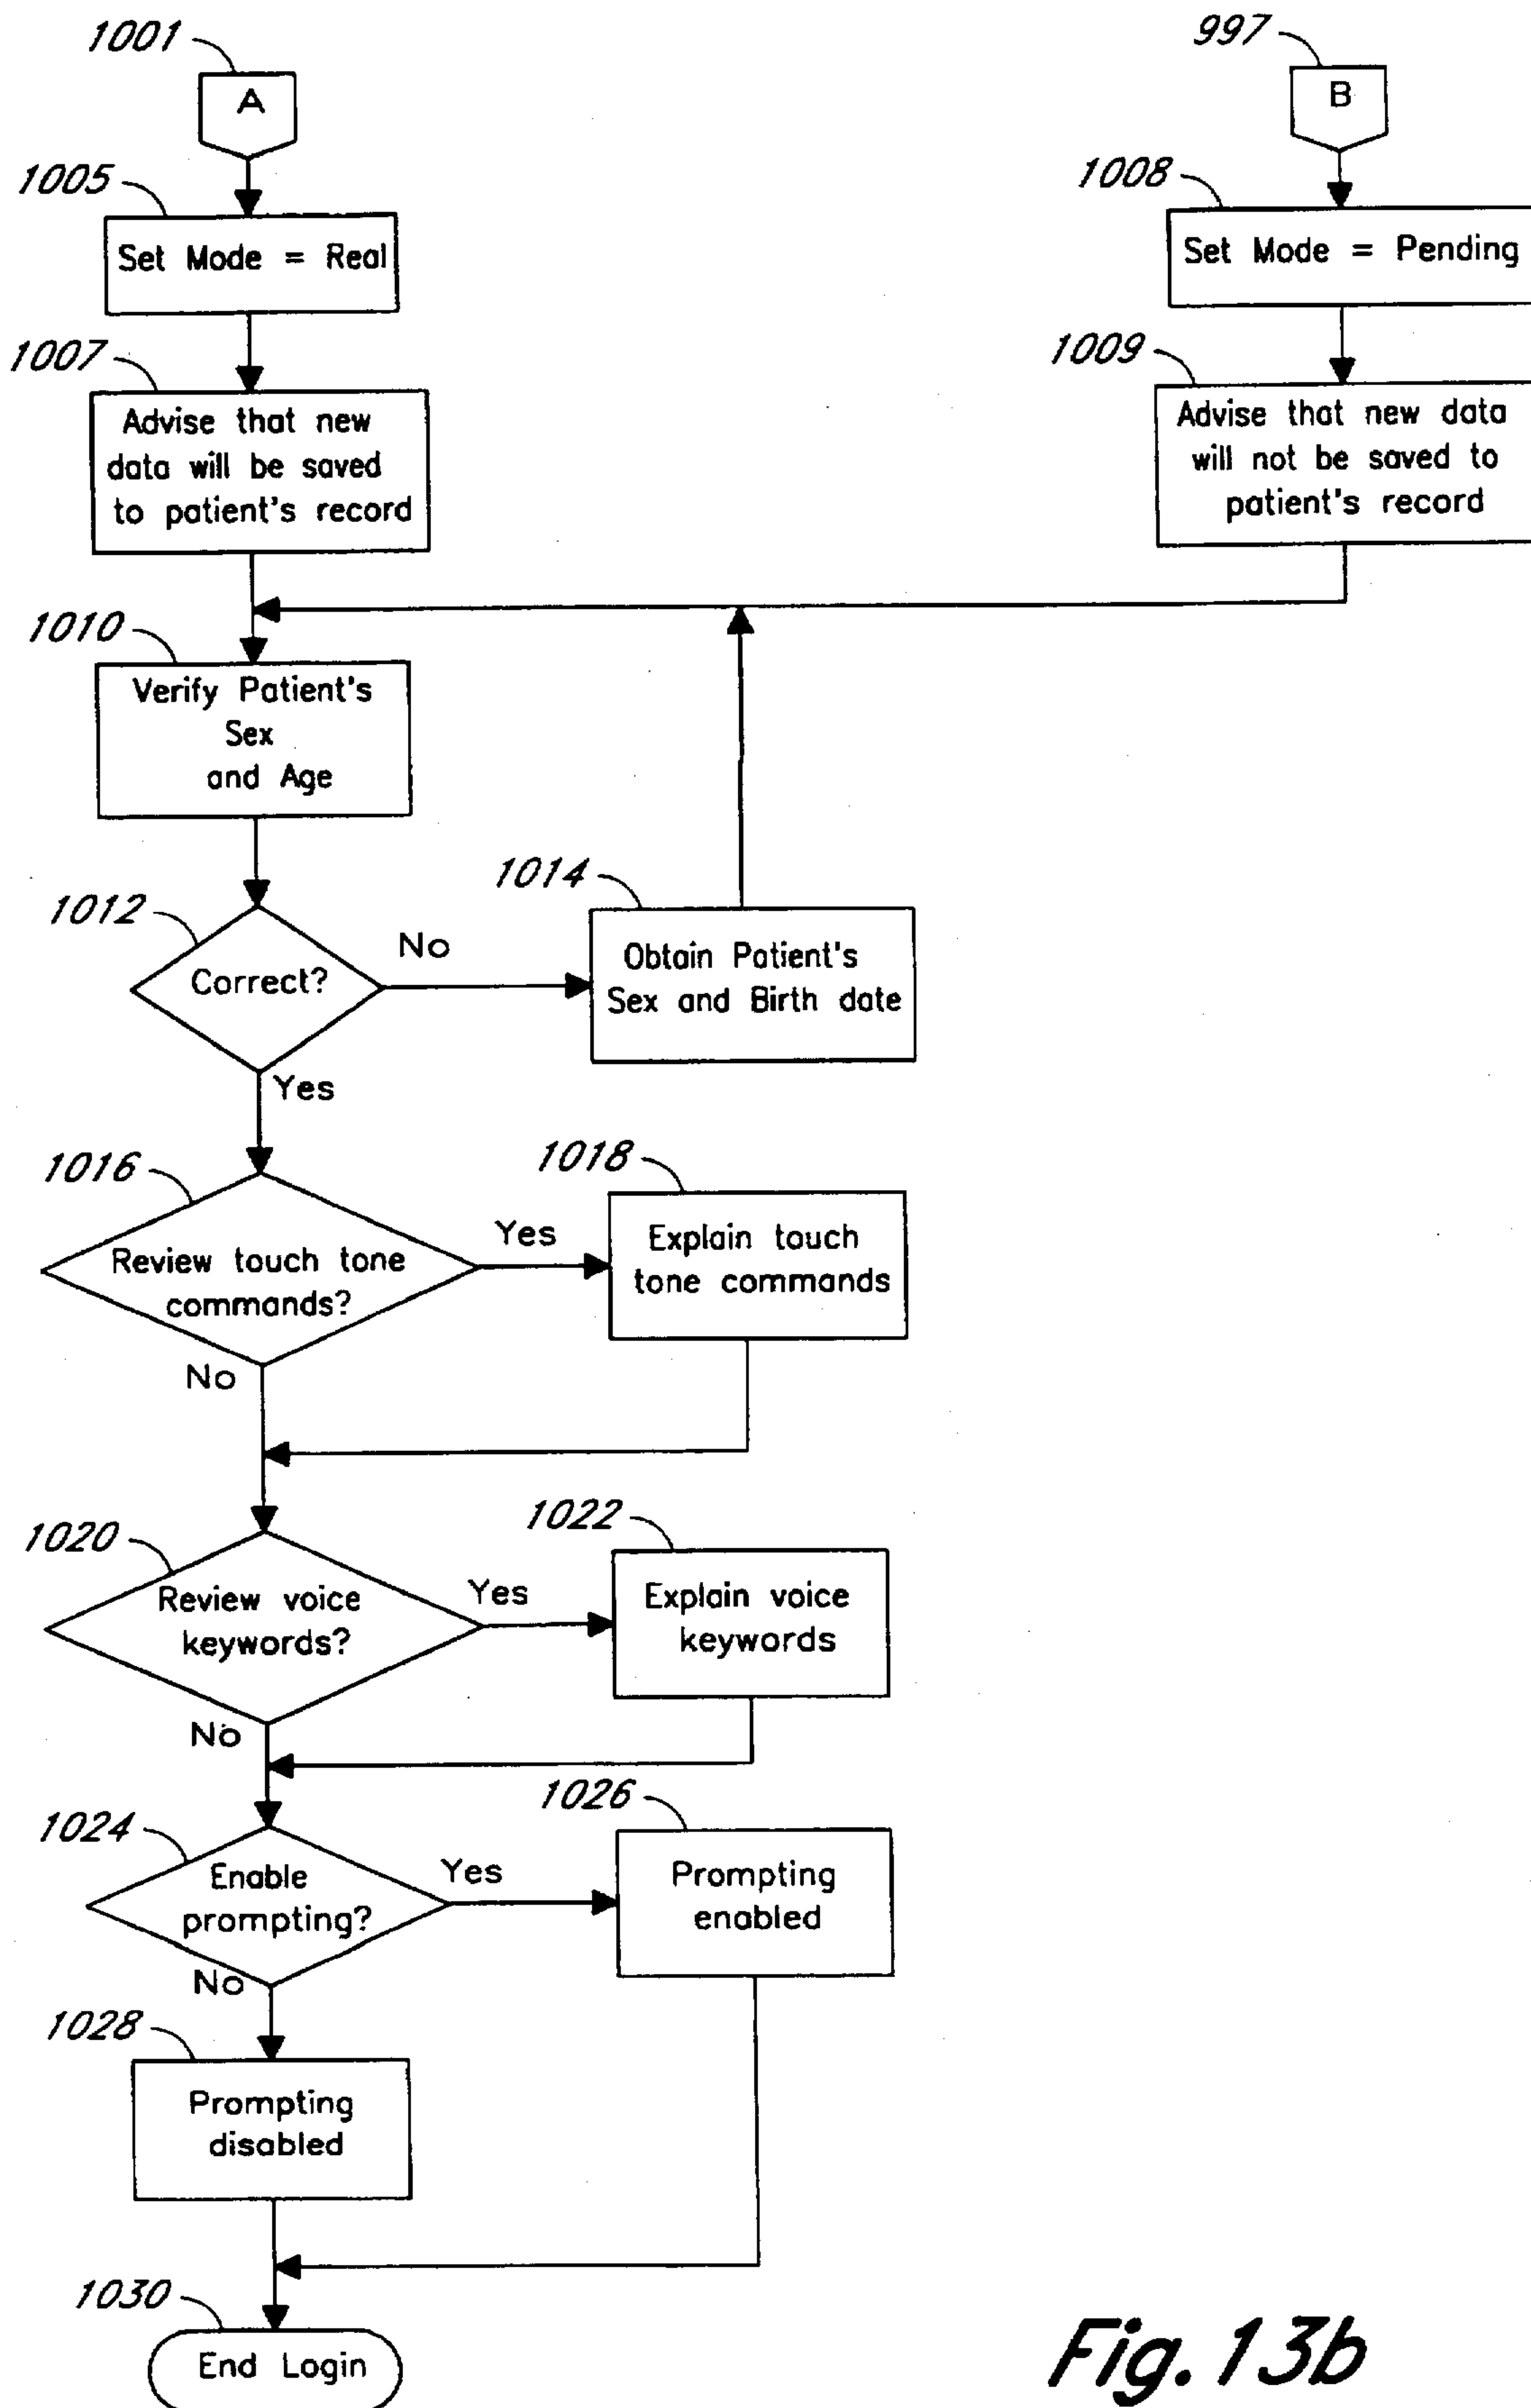 1001
A
997
B
1005
Set Mode = Real
1008
Set Mode = Pending
1007
Advise that new
data will be saved
to patient's record
1009
Advise that new data
will not be saved to
patient's record
1010
Verify Patient's
Sex
and Age
1012
Correct?
No
Yes
1014
Obtain Patient's
Sex and Birth date
1016
Review touch tone
commands?
Yes
No
1018
Explain touch
tone commands
1020
Review voice
keywords?
Yes
No
1022
Explain voice
keywords
1024
Enable
prompting?
Yes
No
1026
Prompting
enabled
1028
Prompting
disabled
1030
End Login
Fig. 13b